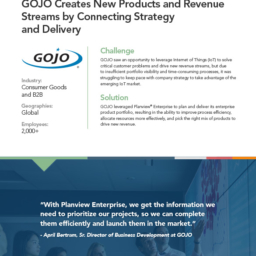 GOJO Creates New Products and Revenue
Streams by Connecting Strategy
and Delivery
GOJO
Industry:
Consumer Goods
and B2B
Geographies:
Global
Employees:
2,000+
Challenge
GOJO saw an opportunity to leverage Internet of Things (IoT) to solve
critical customer problems and drive new revenue streams, but due
to insufficient portfolio visibility and time consuming processes, it was
struggling to keep pace with company strategy to take advantage of the
emerging IoT market.
Solution
GOJO leveraged Planview® Enterprise to plan and deliver its enterprise
product portfolio, resulting in the ability to improve process efficiency,
allocate resources more effectively, and pick the right mix of products to
drive new revenue.
"With Planview Enterprise, we get the information we
need to prioritize our projects, so we can complete
them efficiently and launch them in the market."
- April Bertram, Sr. Director of Business Development at GOJO